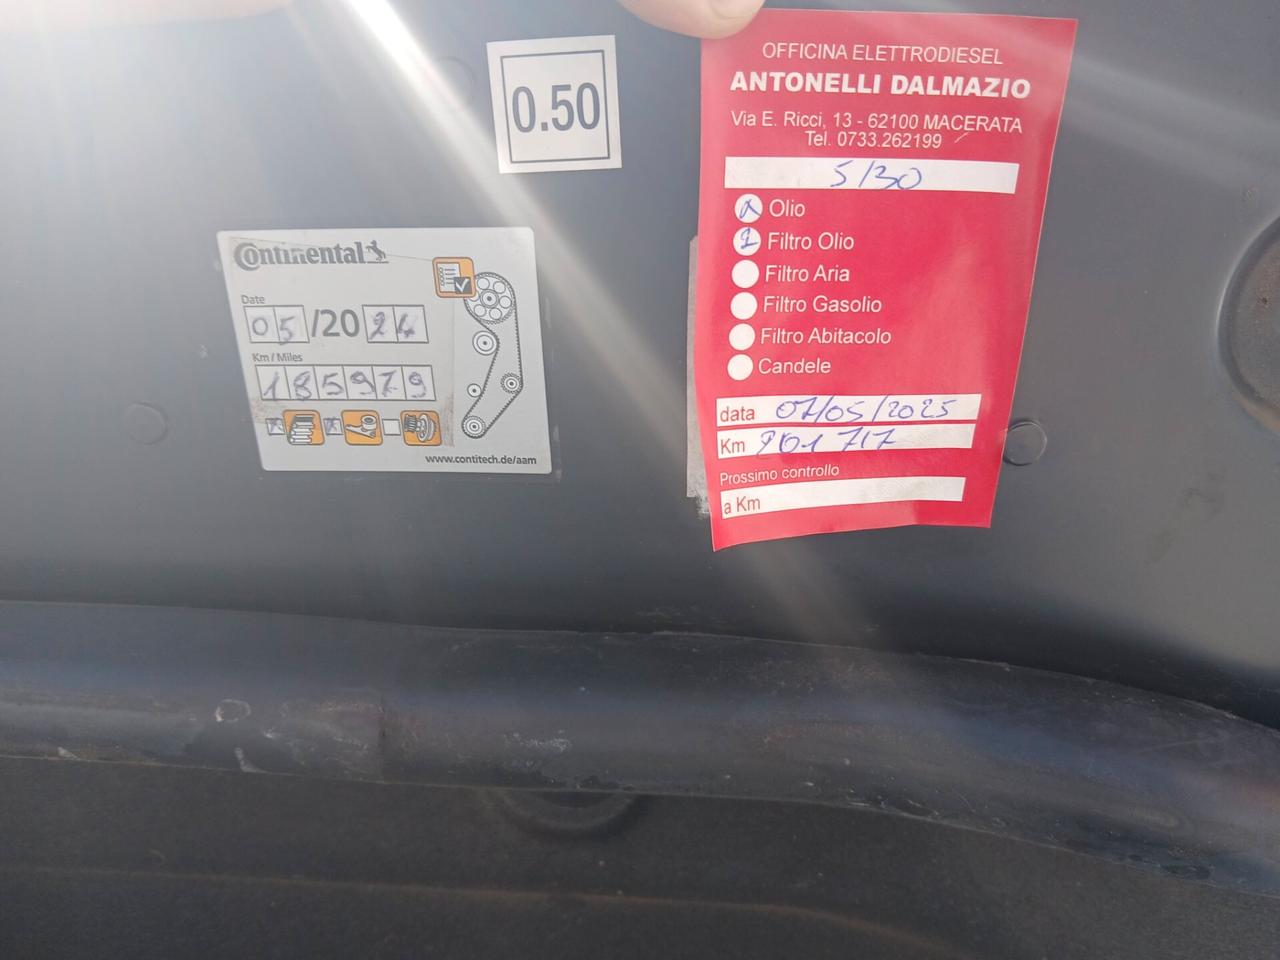 0.50
Continental
Date
05/2024
Km / Miles
185979
www.contitech.de/aam
OFFICINA ELETTRODIESEL
ANTONELLI DALMAZIO
Via E. Ricci, 13 - 62100 MACERATA
Tel. 0733.262199
5/30
Olio
Filtro Olio
Filtro Aria
Filtro Gasolio
Filtro Abitacolo
Candele
data 07/05/2025
Km 201 717
Prossimo controllo
a Km